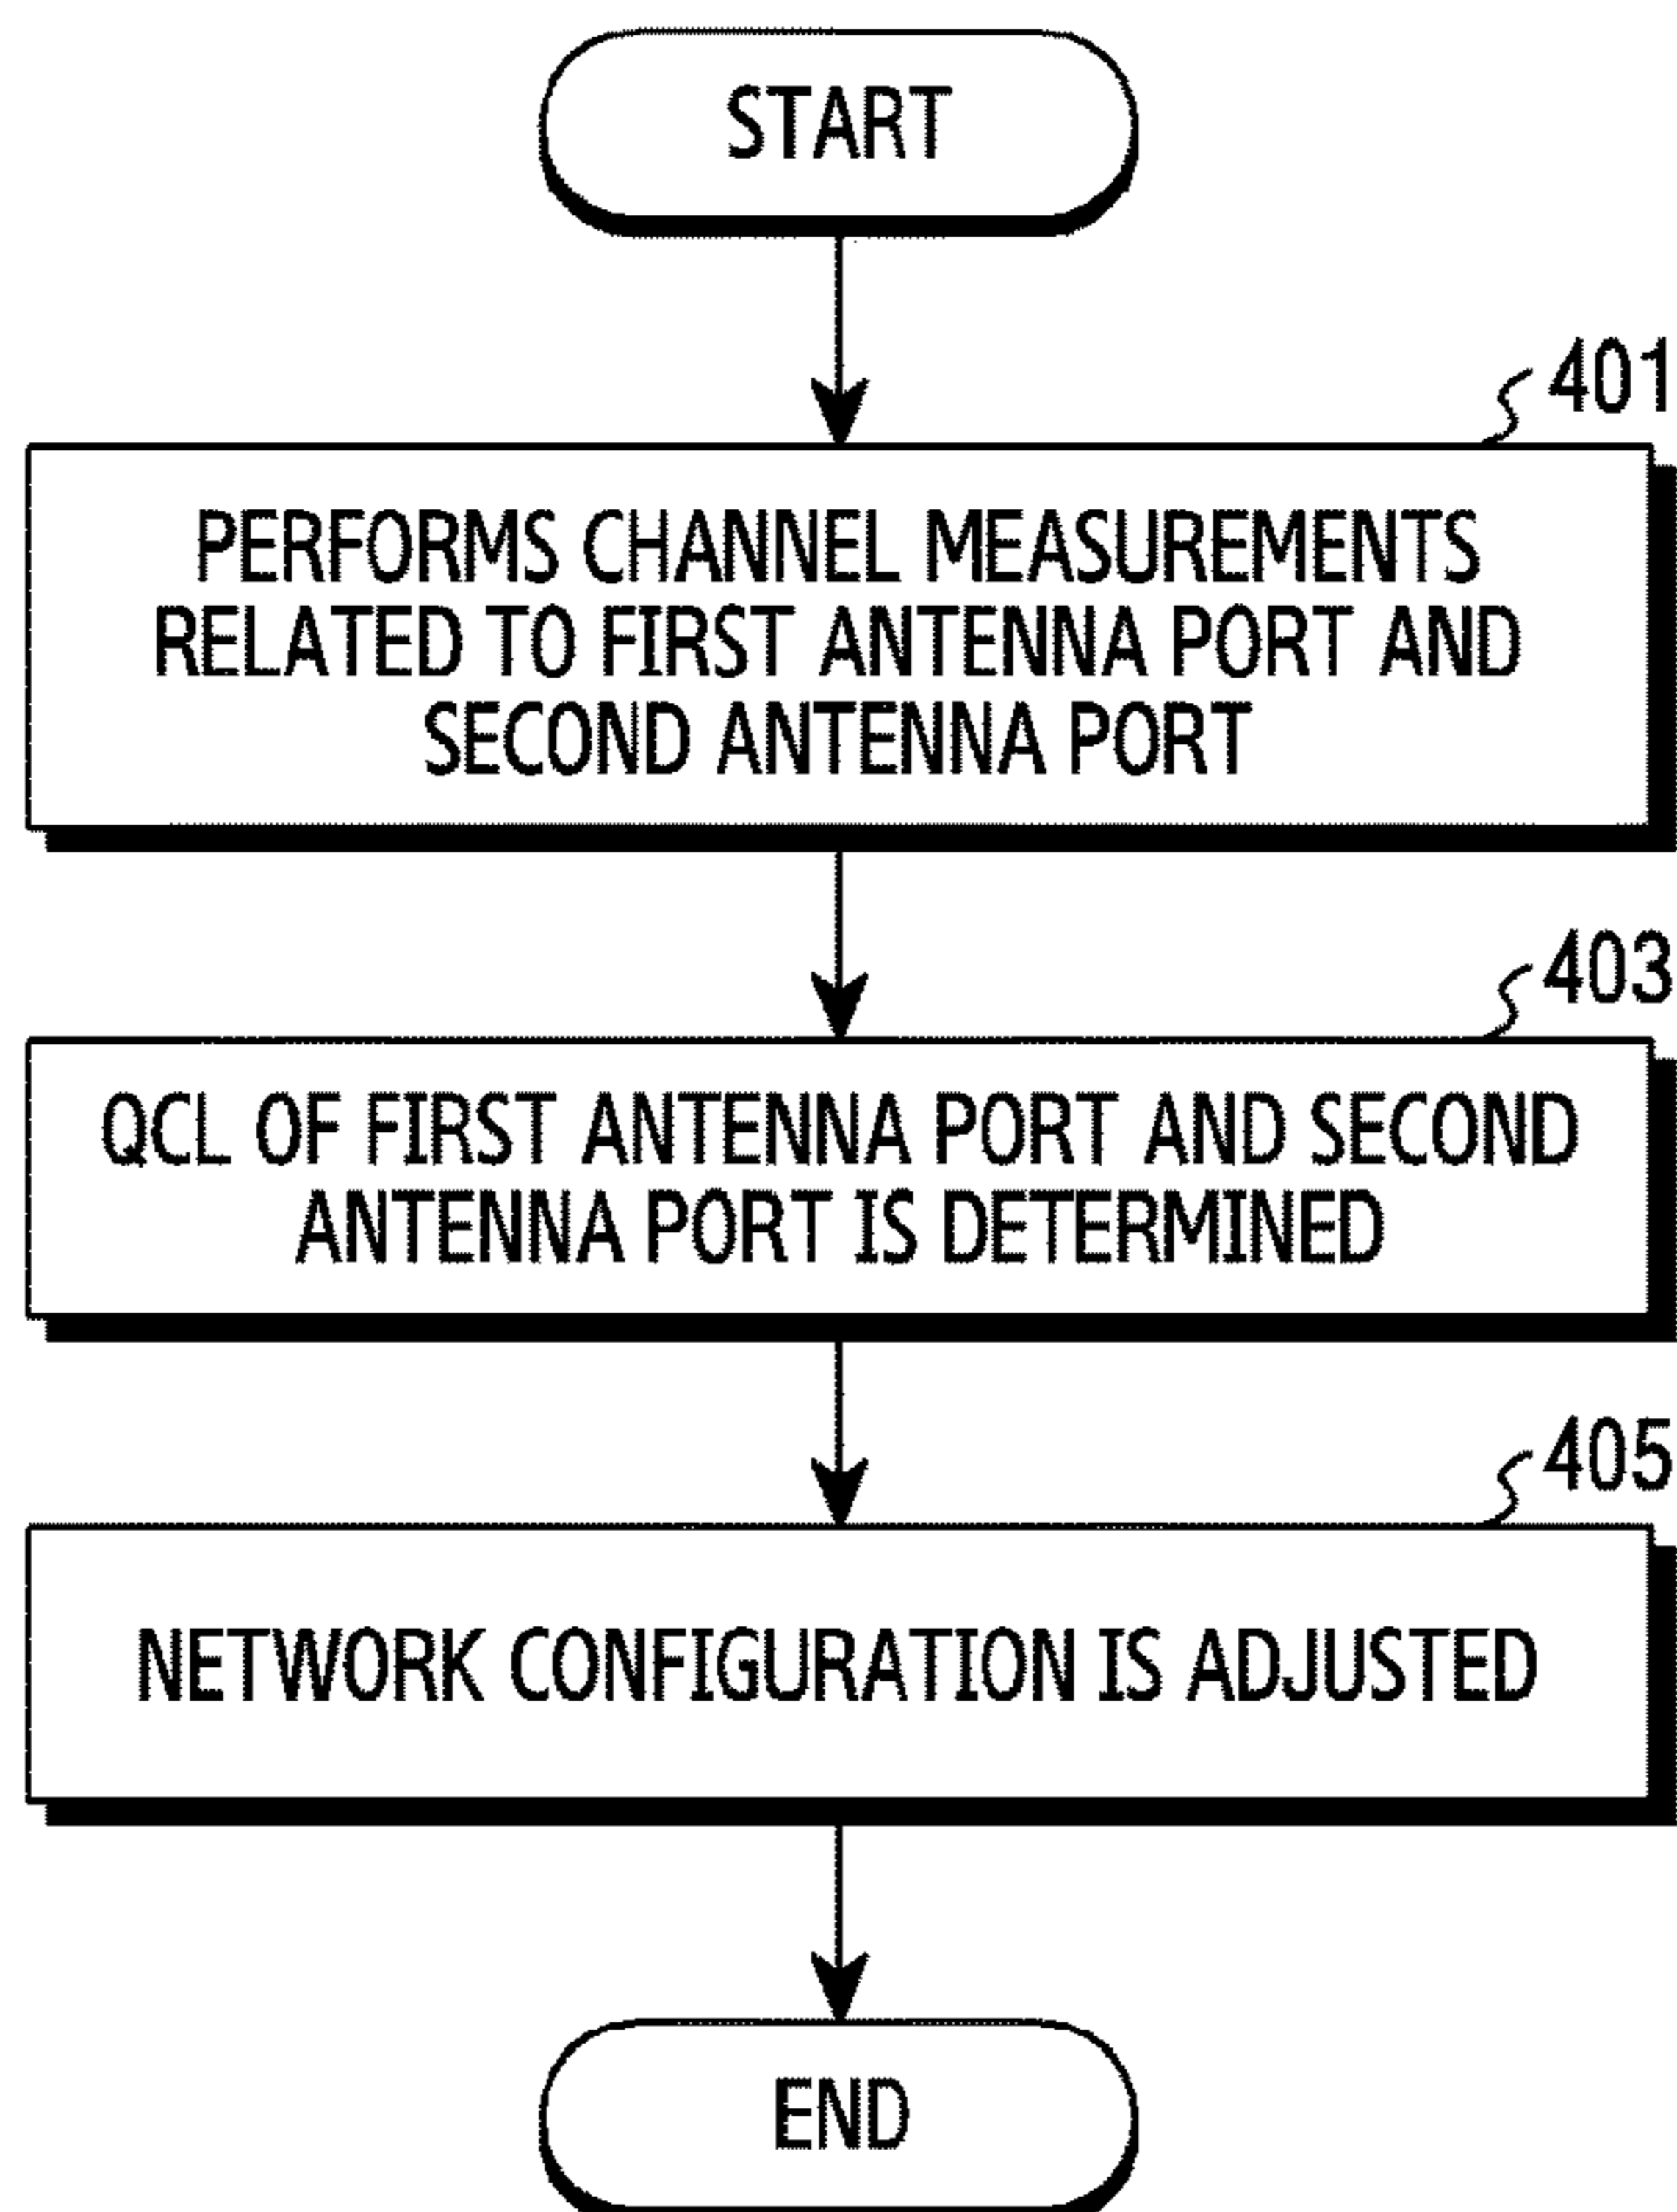 START
401
PERFORMS CHANNEL MEASUREMENTS
RELATED TO FIRST ANTENNA PORT AND
SECOND ANTENNA PORT
403
QCL OF FIRST ANTENNA PORT AND SECOND
ANTENNA PORT IS DETERMINED
405
NETWORK CONFIGURATION IS ADJUSTED
END